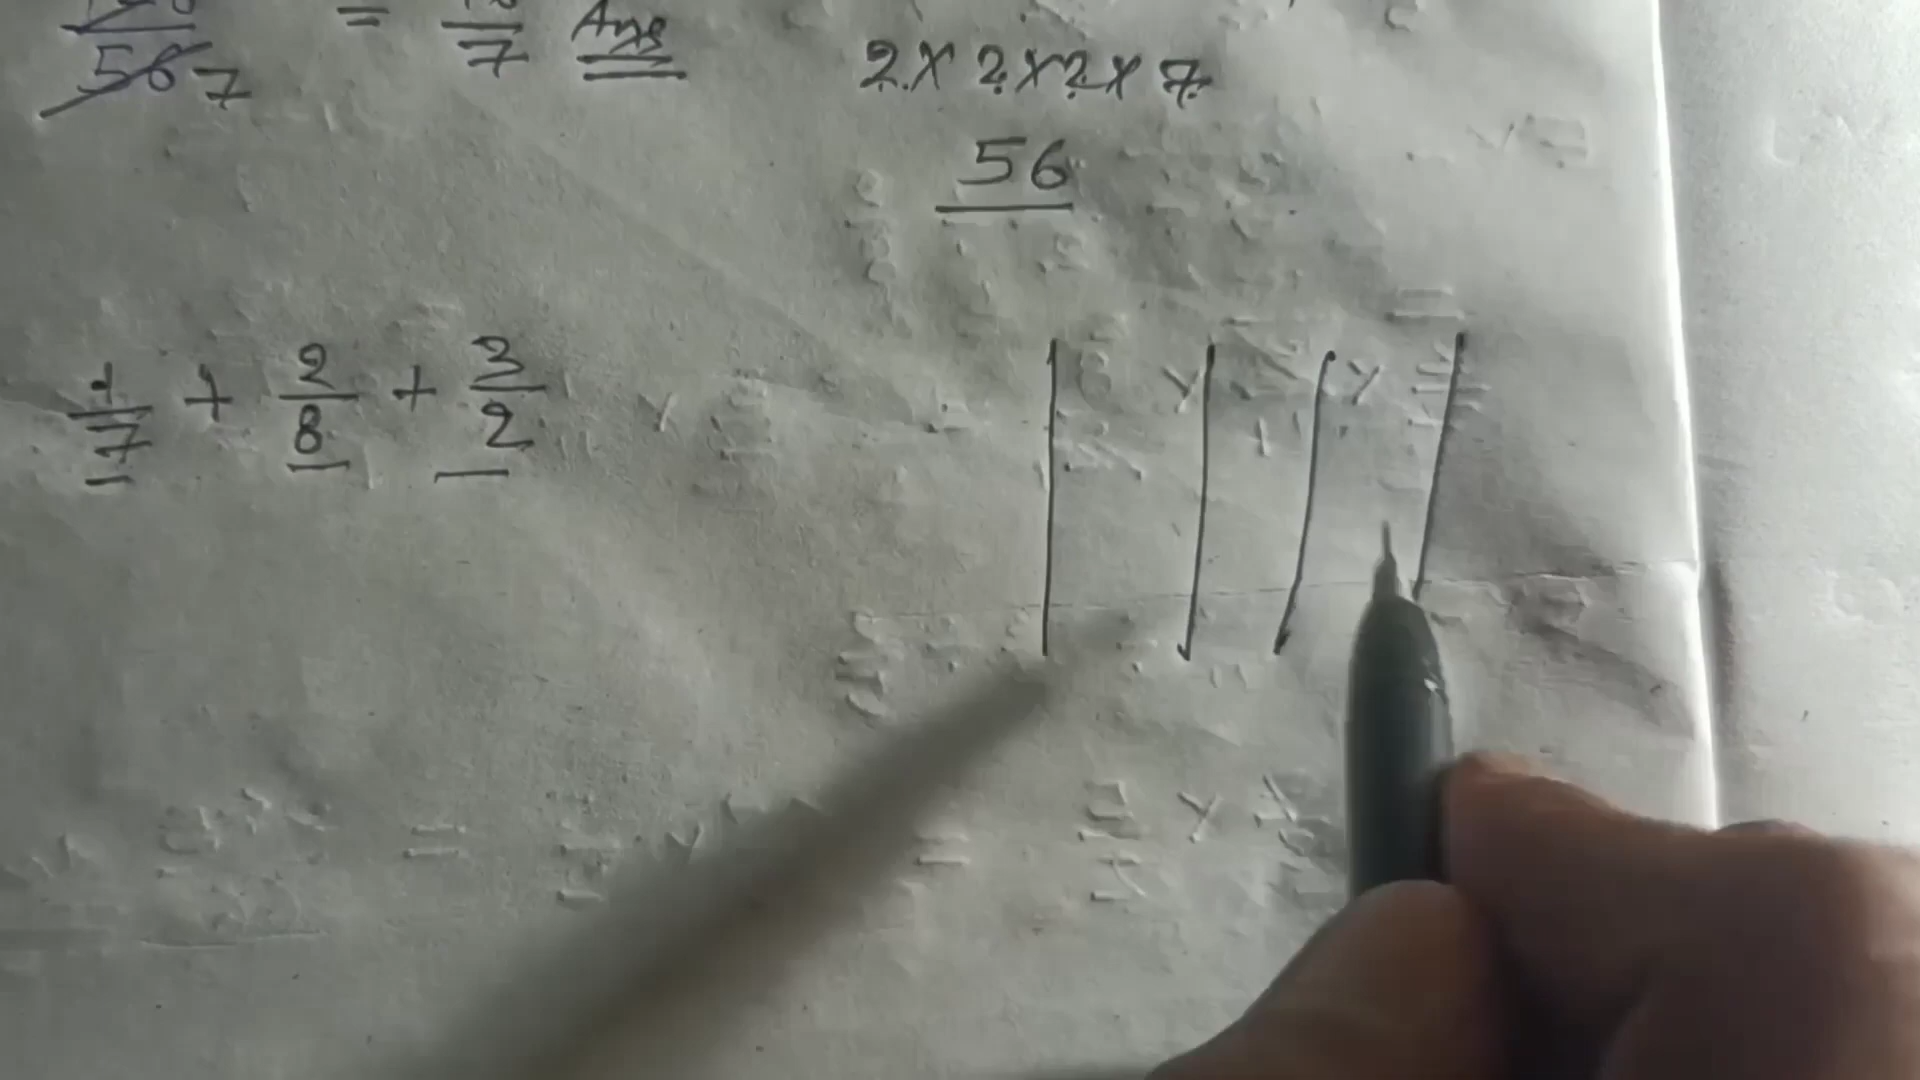 56 7 = 7 Ans
2 x 2 x 2 x 7
56
1/7 + 2/8 + 3/2